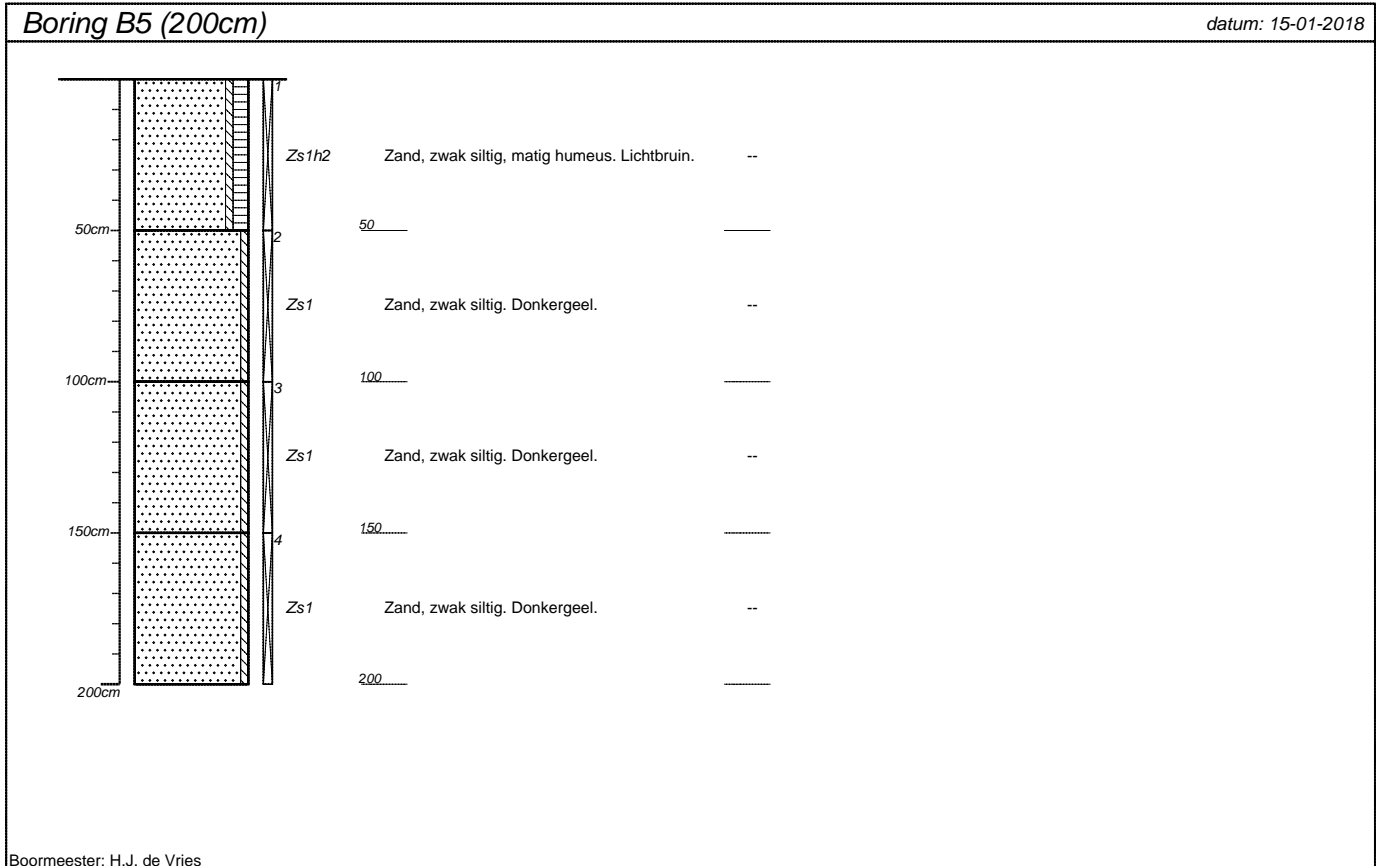 Boring B5 (200cm) datum: 15-01-2018
1
Zs1h2 Zand, zwak siltig, matig humeus. Lichtbruin. --
50cm 2 50
Zs1 Zand, zwak siltig. Donkergeel. --
100cm 3 100
Zs1 Zand, zwak siltig. Donkergeel. --
150cm 4 150
Zs1 Zand, zwak siltig. Donkergeel. --
200cm 200
Boormeester: H.J. de Vries